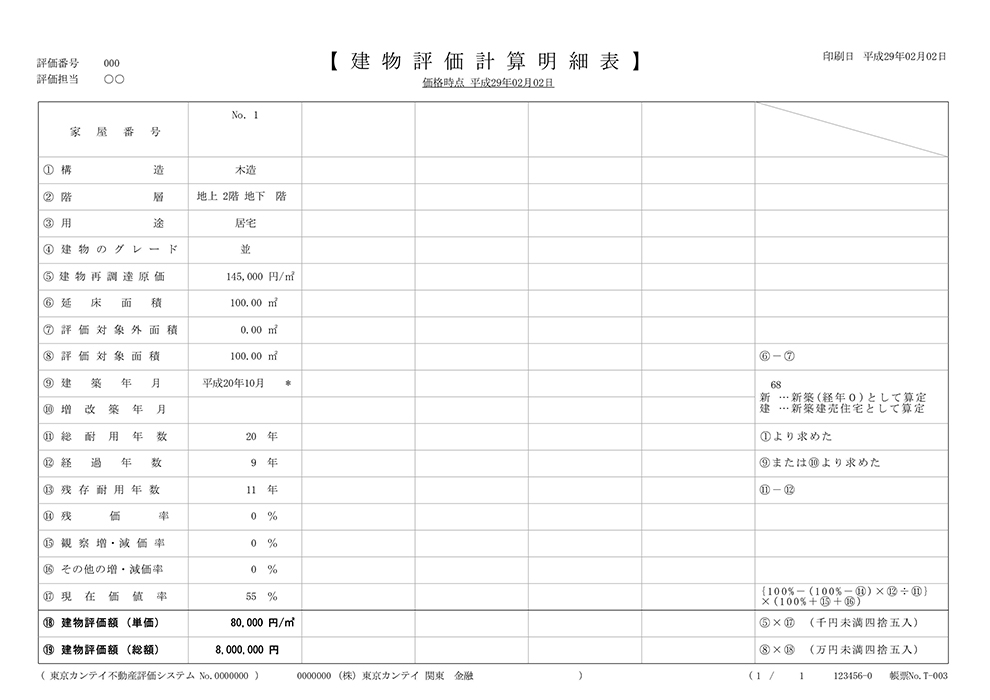 評価番号 000
【 建 物 評 価 計 算 明 細 表 】
印刷日 平成29年02月02日
評価担当 〇〇
価格時点 平成29年02月02日
家 屋 番 号 No. 1
① 構 造 木造
② 階 層 地上 2階 地下 階
③ 用 途 居宅
④ 建 物 の グ レ ー ド 並
⑤ 建 物 再 調 達 原 価 145,000 円/㎡
⑥ 延 床 面 積 100.00 ㎡
⑦ 評 価 対 象 外 面 積 0.00 ㎡
⑧ 評 価 対 象 面 積 100.00 ㎡ ⑥－⑦
⑨ 建 築 年 月 平成20年10月 * 68
新 …新築(経年０)として算定
⑩ 増 改 築 年 月 建 …新築建売住宅として算定
⑪ 総 耐 用 年 数 20 年 ①より求めた
⑫ 経 過 年 数 9 年 ⑨または⑩より求めた
⑬ 残 存 耐 用 年 数 11 年 ⑪－⑫
⑭ 残 価 率 0 %
⑮ 観 察 増・減 価 率 0 %
⑯ その他の増・減価率 0 %
⑰ 現 在 価 値 率 55 % {100%－(100%－⑭)×⑫÷⑪}
×(100%＋⑮＋⑯)
⑱ 建物評価額（単価） 80,000 円/㎡ ⑤×⑰ （千円未満四捨五入）
⑲ 建物評価額（総額） 8,000,000 円 ⑧×⑱ （万円未満四捨五入）
( 東京カンテイ不動産評価システム No.0000000 ) 0000000 (株) 東京カンテイ 関東 金融 ) ( 1 / 1 123456-0 帳票No.T-003